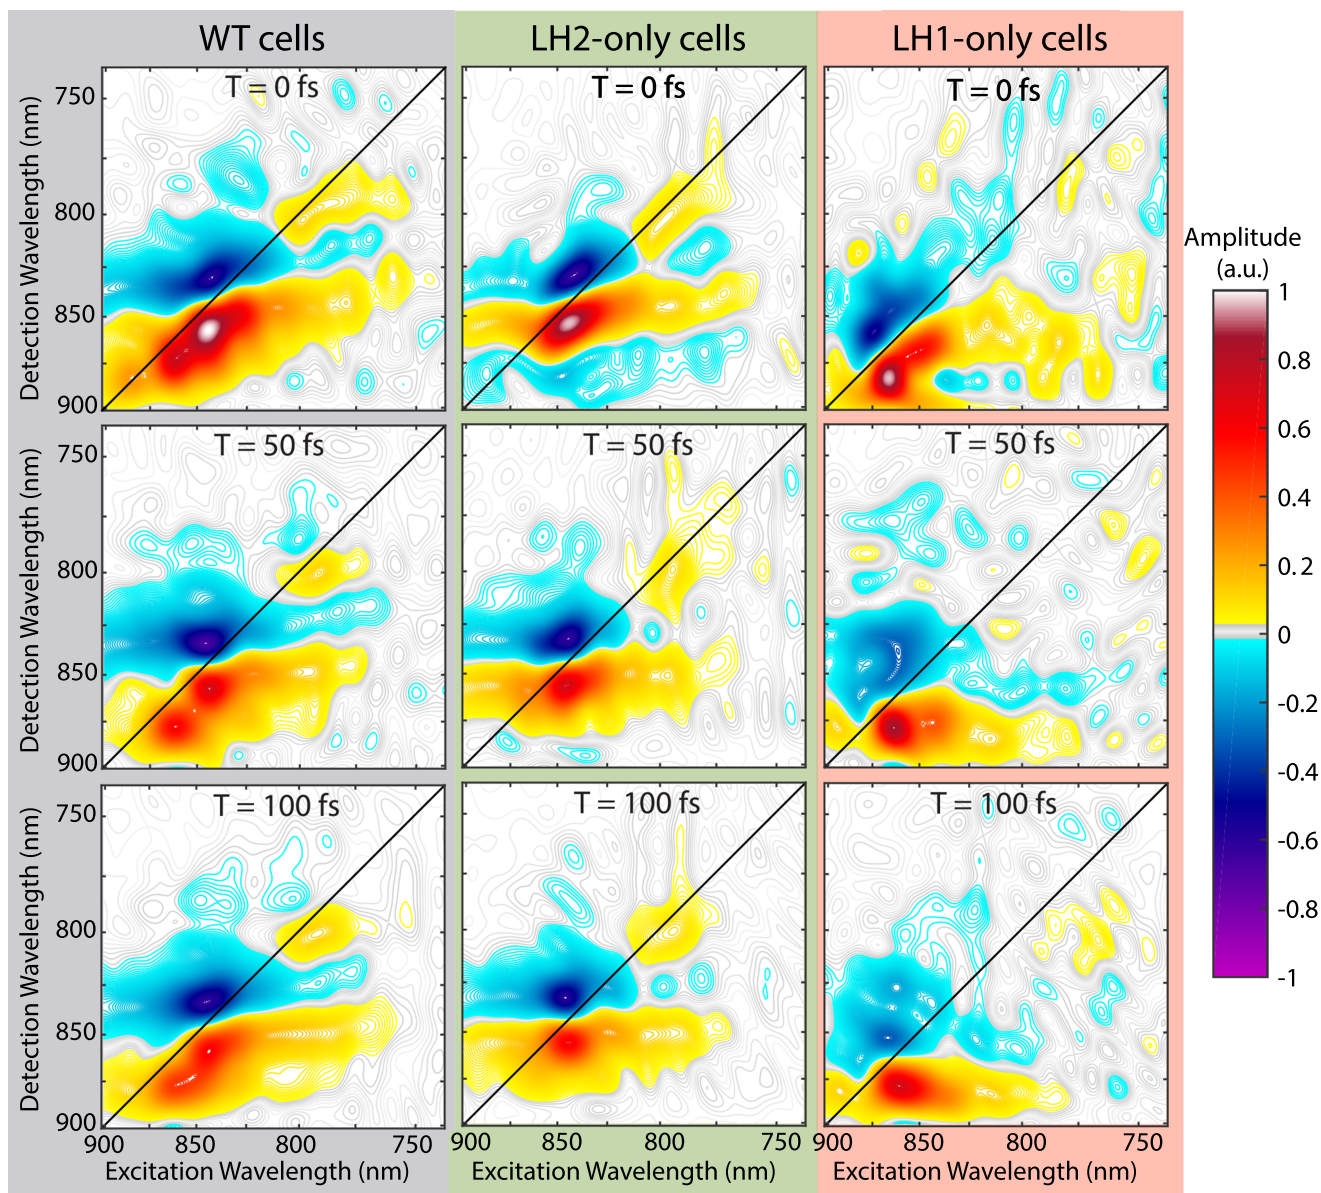 WT cells
LH2-only cells
LH1-only cells
T = 0 fs
T = 0 fs
T = 0 fs
Detection Wavelength (nm)
750
800
850
900
T = 50 fs
T = 50 fs
T = 50 fs
Detection Wavelength (nm)
750
800
850
900
T = 100 fs
T = 100 fs
T = 100 fs
Detection Wavelength (nm)
750
800
850
900
900 850 800 750
900 850 800 750
900 850 800 750
Excitation Wavelength (nm)
Excitation Wavelength (nm)
Excitation Wavelength (nm)
Amplitude
(a.u.)
1
0.8
0.6
0.4
0.2
0
-0.2
-0.4
-0.6
-0.8
-1